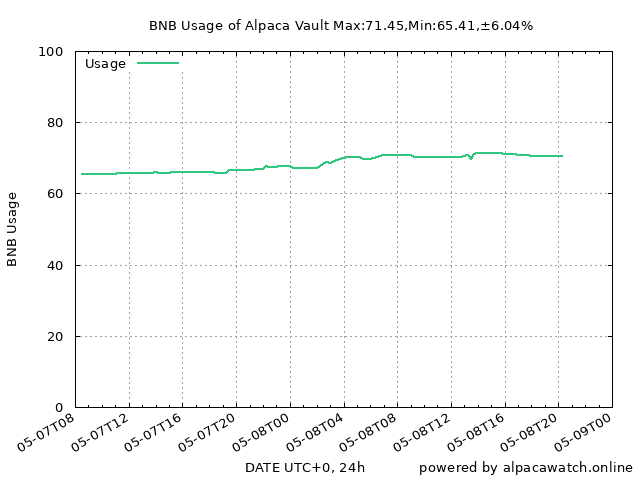 BNB Usage of Alpaca Vault Max:71.45,Min:65.41,±6.04%
Usage
100
80
60
40
20
0
BNB Usage
05-07T08
05-07T12
05-07T16
05-07T20
05-08T00
05-08T04
05-08T08
05-08T12
05-08T16
05-08T20
05-09T00
DATE UTC+0, 24h
powered by alpacawatch.online